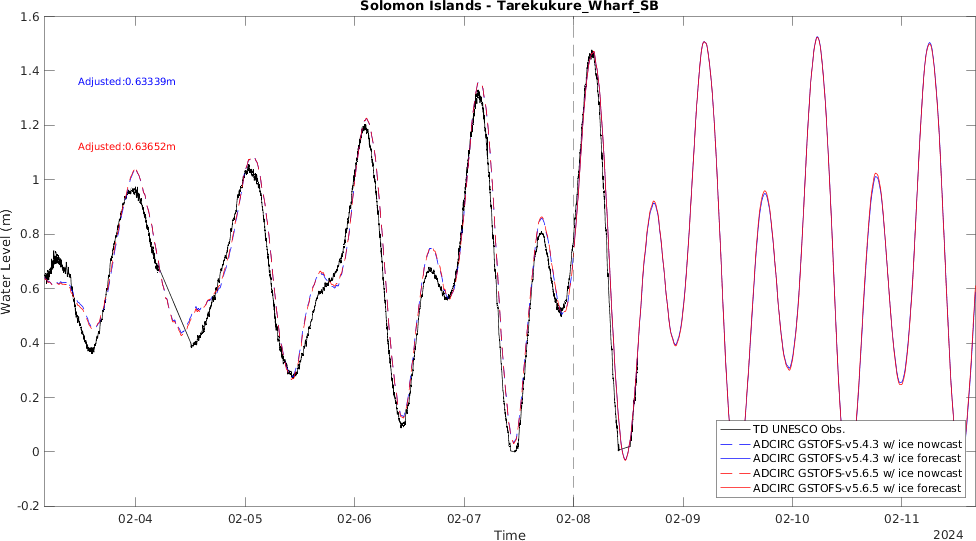 Solomon Islands - Tarekukure_Wharf_SB
Adjusted:0.63339m
Adjusted:0.63652m
Water Level (m)
1.6
1.4
1.2
1
0.8
0.6
0.4
0.2
0
-0.2
TD UNESCO Obs.
ADCIRC GSTOFS-v5.4.3 w/ ice nowcast
ADCIRC GSTOFS-v5.4.3 w/ ice forecast
ADCIRC GSTOFS-v5.6.5 w/ ice nowcast
ADCIRC GSTOFS-v5.6.5 w/ ice forecast
02-04 02-05 02-06 02-07 02-08 02-09 02-10 02-11
Time
2024